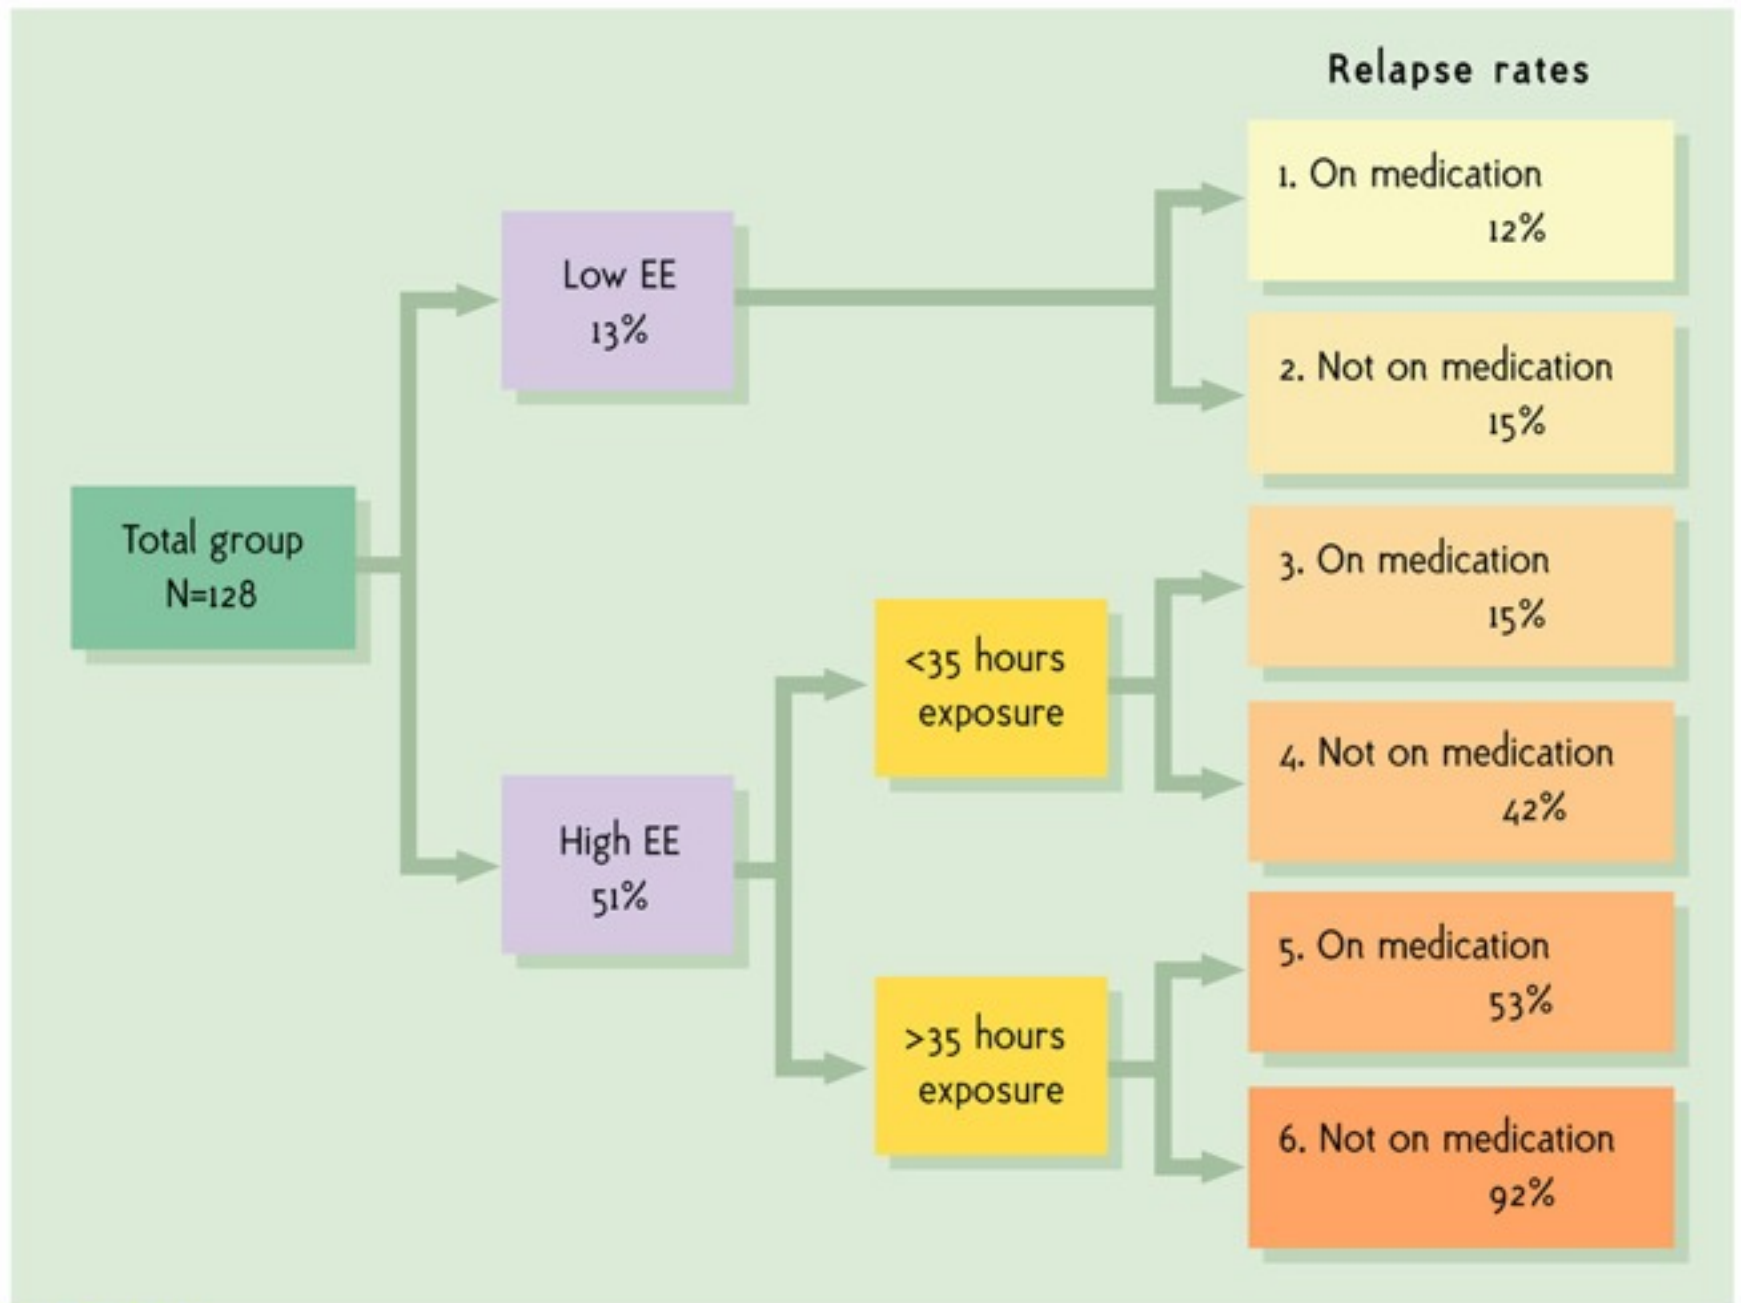 Relapse rates
1. On medication
12%
2. Not on medication
15%
Low EE
13%
Total group
N=128
3. On medication
15%
<35 hours
exposure
4. Not on medication
42%
High EE
51%
5. On medication
53%
>35 hours
exposure
6. Not on medication
92%